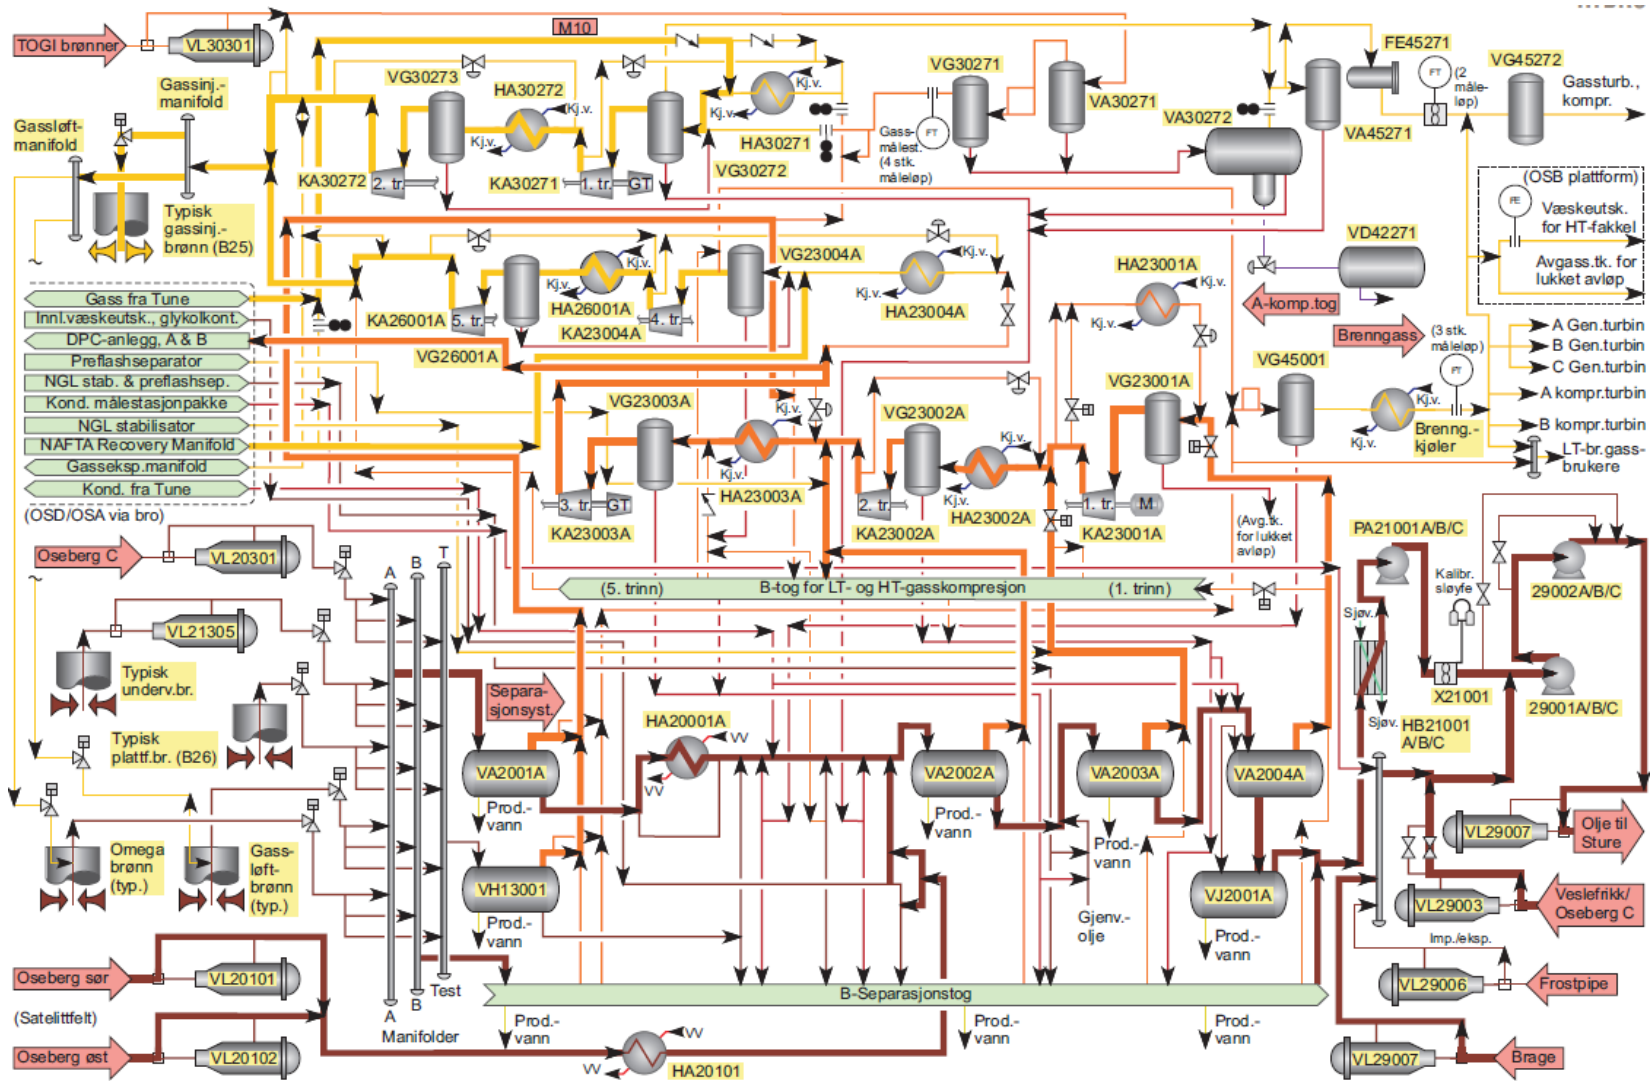 M10
TOGI brønner
VL30301
Gassinj.-
manifold
Gassløft-
manifold
Typisk
gassinj.-
brønn (B25)
VG30273
HA30272
Kj.v.
Kj.v.
KA30272
2. tr.
KA30271
1. tr.
GT
VG30272
HA30271
Kj.v.
Kj.v.
VG30271
FT
Gass-
målest.
(4 stk.
måleløp)
VA30271
VA30272
VA45271
FE45271
FT
(2
måle-
løp)
VG45272
Gassturb.,
kompr.
(OSB plattform)
FE
Væskeutsk.
for HT-fakkel
Avgass.tk. for
lukket avløp
VD42271
A-komp.tog
Brenngass
(3 stk.
måleløp)
FT
VG45001
Kj.v.
Kj.v.
Brenng.-
kjøler
A Gen.turbin
B Gen.turbin
C Gen.turbin
A kompr.turbin
B kompr.turbin
LT-br.gass-
brukere
Gass fra Tune
Innl.væskeutsk., glykolkont.
DPC-anlegg, A & B
Preflashseparator
NGL stab. & preflashsep.
Kond. målestasjonpakke
NGL stabilisator
NAFTA Recovery Manifold
Gasseksp.manifold
Kond. fra Tune
(OSD/OSA via bro)
KA26001A
5. tr.
VG26001A
HA26001A
Kj.v.
Kj.v.
KA23004A
4. tr.
VG23004A
HA23004A
Kj.v.
Kj.v.
HA23001A
Kj.v.
Kj.v.
VG23001A
KA23001A
1. tr.
M
(Avg.tk.
for lukket
avløp)
VG23003A
KA23003A
3. tr.
GT
HA23003A
Kj.v.
Kj.v.
VG23002A
KA23002A
2. tr.
HA23002A
Kj.v.
Kj.v.
(5. trinn)
B-tog for LT- og HT-gasskompresjon
(1. trinn)
Oseberg C
VL20301
VL21305
Typisk
underv.br.
Typisk
plattf.br. (B26)
Omega
brønn
(typ.)
Gass-
løft-
brønn
(typ.)
A
B
T
A
B
Test
Manifolder
Separa-
sjonsyst.
VA2001A
Prod.-
vann
VH13001
Prod.-
vann
HA20001A
VV
VV
VA2002A
Prod.-
vann
VA2003A
Prod.-
vann
VA2004A
VJ2001A
Prod.-
vann
Gjenv.-
olje
PA21001A/B/C
Kalibr.
sløyfe
Sjøv.
Sjøv.
HB21001
A/B/C
X21001
29002A/B/C
29001A/B/C
VL29007
Olje til
Sture
VL29003
Veslefrikk/
Oseberg C
Imp./eksp.
VL29006
Frostpipe
VL29007
Brage
Oseberg sør
VL20101
(Satelittfelt)
Oseberg øst
VL20102
B-Separasjonstog
Prod.-
vann
VV
VV
HA20101
Prod.-
vann
Prod.-
vann